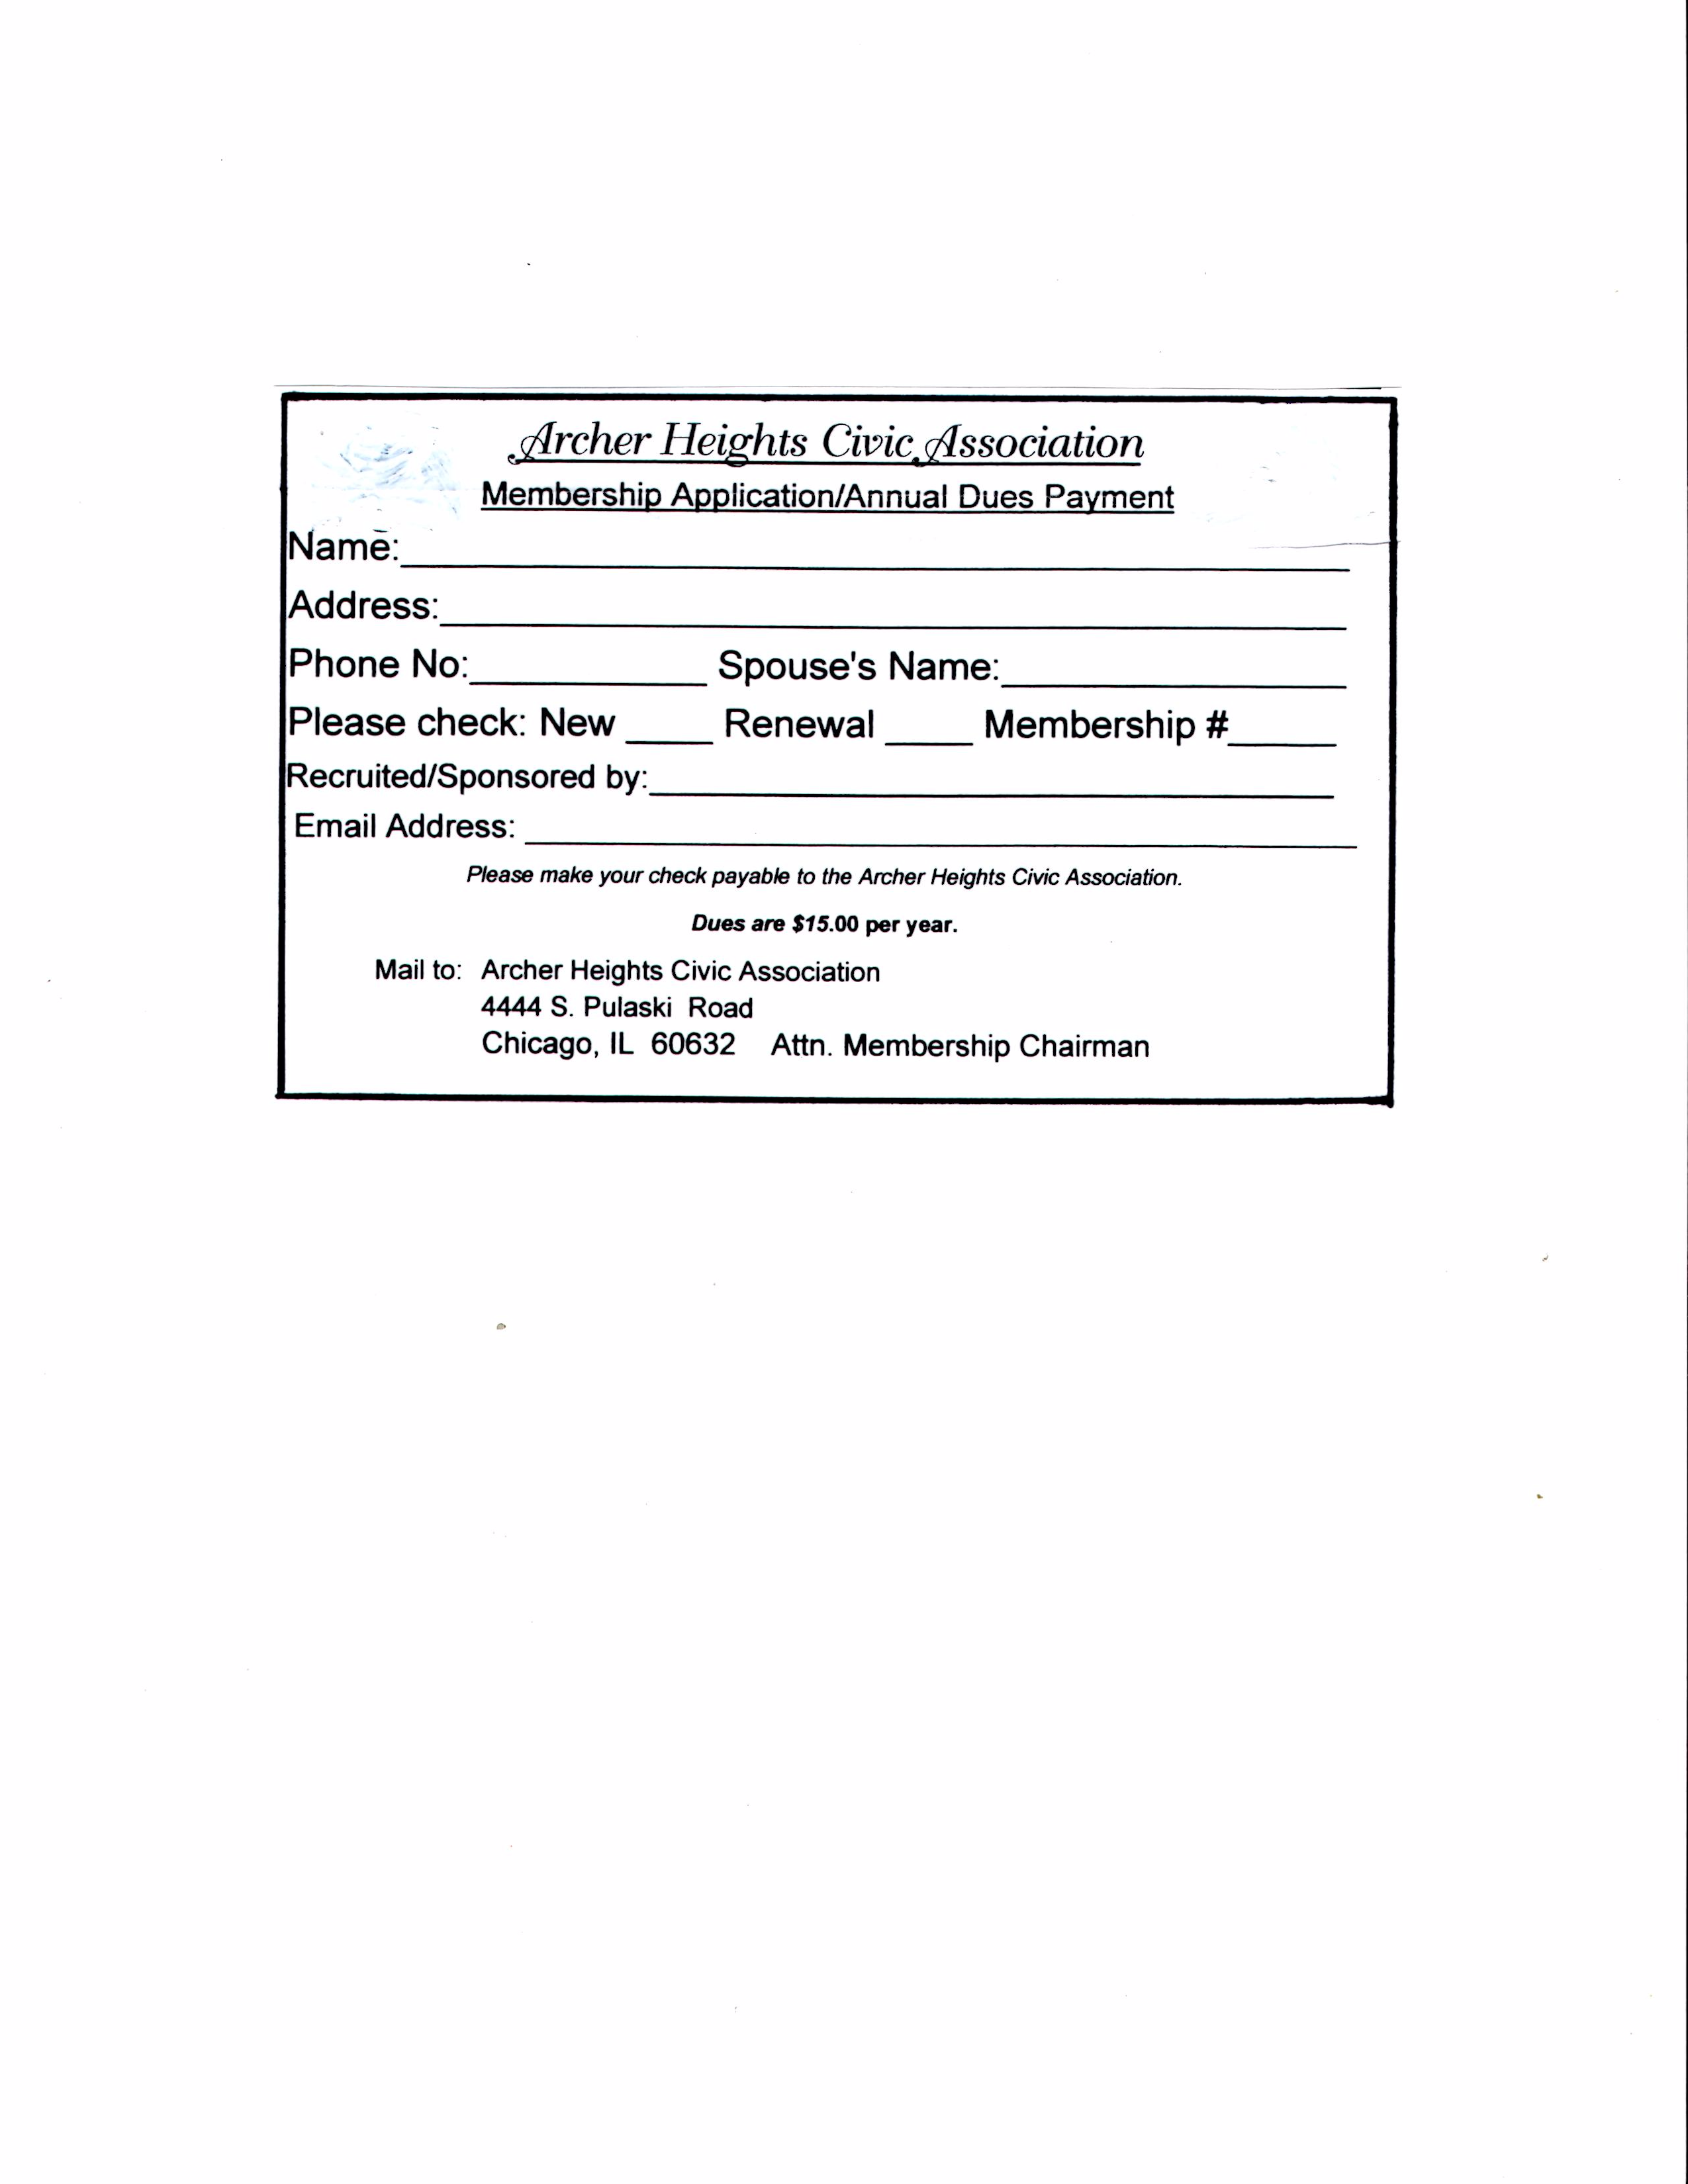 Archer Heights Civic Association
Membership Application/Annual Dues Payment
Name:
Address:
Phone No: Spouse's Name:
Please check: New ____ Renewal ____ Membership #_____
Recruited/Sponsored by:
Email Address:
Please make your check payable to the Archer Heights Civic Association.
Dues are $15.00 per year.
Mail to: Archer Heights Civic Association
4444 S. Pulaski Road
Chicago, IL 60632 Attn. Membership Chairman